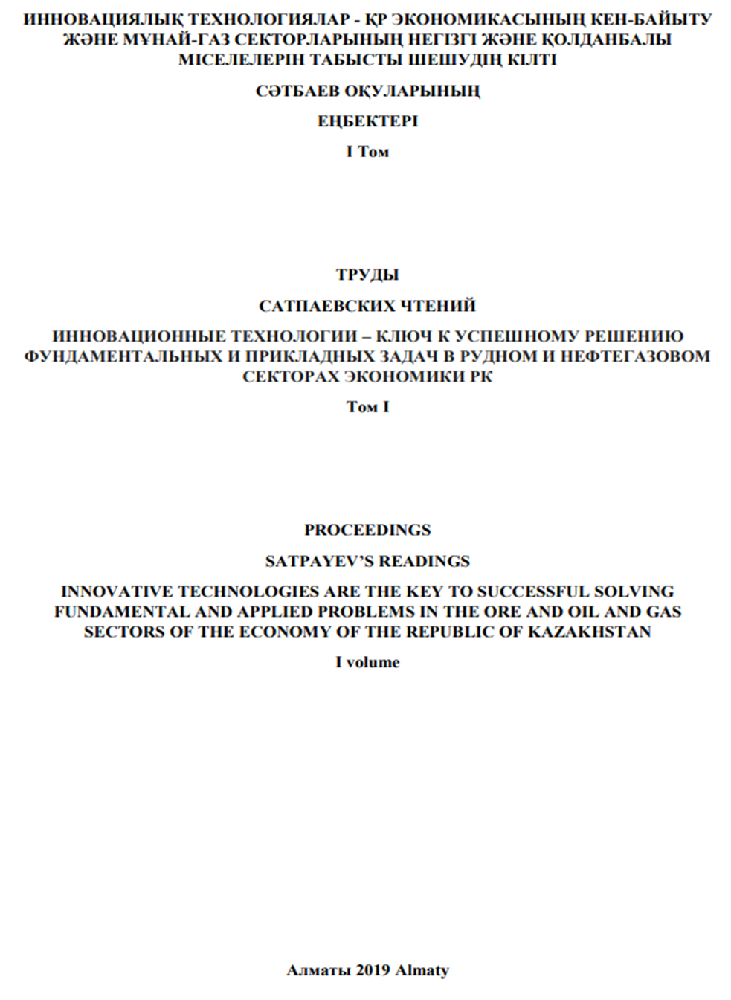 ИННОВАЦИЯЛЫҚ ТЕХНОЛОГИЯЛАР - ҚР ЭКОНОМИКАСЫНЫҢ КЕН-БАЙЫТУ
ЖӘНЕ МҰНАЙ-ГАЗ СЕКТОРЛАРЫНЫҢ НЕГІЗГІ ЖӘНЕ ҚОЛДАНБАЛЫ
МІСЕЛЕЛЕРІН ТАБЫСТЫ ШЕШУДІҢ КІЛТІ
СӘТБАЕВ ОҚУЛАРЫНЫҢ
ЕҢБЕКТЕРІ
I Том
ТРУДЫ
САТПАЕВСКИХ ЧТЕНИЙ
ИННОВАЦИОННЫЕ ТЕХНОЛОГИИ – КЛЮЧ К УСПЕШНОМУ РЕШЕНИЮ
ФУНДАМЕНТАЛЬНЫХ И ПРИКЛАДНЫХ ЗАДАЧ В РУДНОМ И НЕФТЕГАЗОВОМ
СЕКТОРАХ ЭКОНОМИКИ РК
Том I
PROCEEDINGS
SATPAYEV’S READINGS
INNOVATIVE TECHNOLOGIES ARE THE KEY TO SUCCESSFUL SOLVING
FUNDAMENTAL AND APPLIED PROBLEMS IN THE ORE AND OIL AND GAS
SECTORS OF THE ECONOMY OF THE REPUBLIC OF KAZAKHSTAN
I volume
Алматы 2019 Almaty